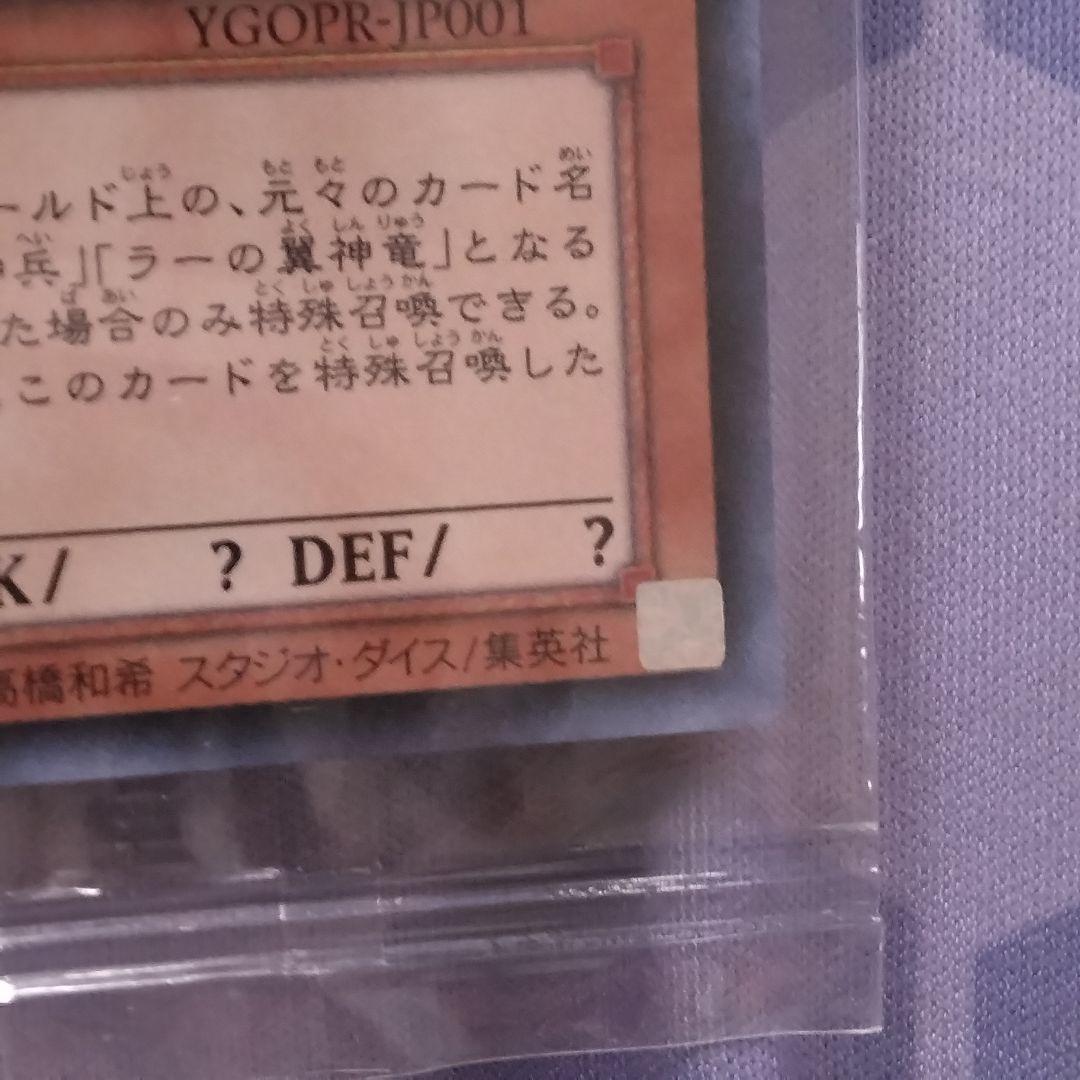 YGOPR-JP001
ールド上の、元々のカード名
兵」「ラーの翼神竜」となる
た場合のみ特殊召喚できる。
このカードを特殊召喚した
K/ ? DEF/ ?
高橋和希 スタジオ・ダイス/集英社